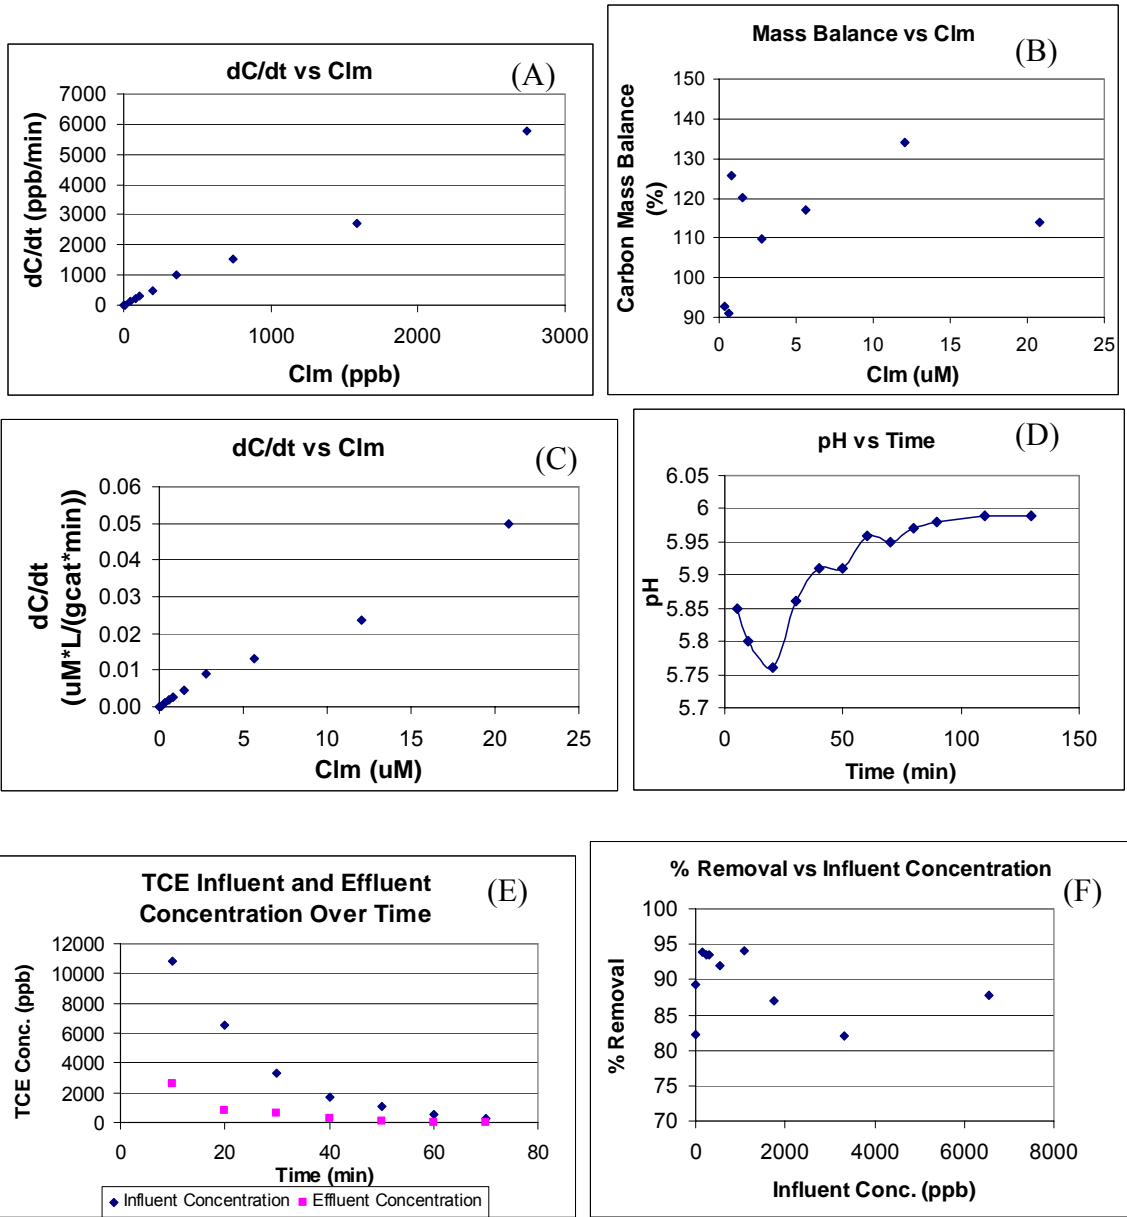 dC/dt vs Clm
(A)
dC/dt (ppb/min)
7000
6000
5000
4000
3000
2000
1000
0
0 1000 2000 3000
Clm (ppb)
Mass Balance vs Clm
(B)
Carbon Mass Balance
(%)
150
140
130
120
110
100
90
0 5 10 15 20 25
Clm (uM)
dC/dt vs Clm
(C)
dC/dt
(uM*L/(gcat*min))
0.06
0.05
0.04
0.03
0.02
0.01
0.00
0 5 10 15 20 25
Clm (uM)
pH vs Time
(D)
pH
6.05
6
5.95
5.9
5.85
5.8
5.75
5.7
0 50 100 150
Time (min)
TCE Influent and Effluent
Concentration Over Time
(E)
TCE Conc. (ppb)
12000
10000
8000
6000
4000
2000
0
0 20 40 60 80
Time (min)
Influent Concentration Effluent Concentration
% Removal vs Influent Concentration
(F)
% Removal
100
95
90
85
80
75
70
0 2000 4000 6000 8000
Influent Conc. (ppb)